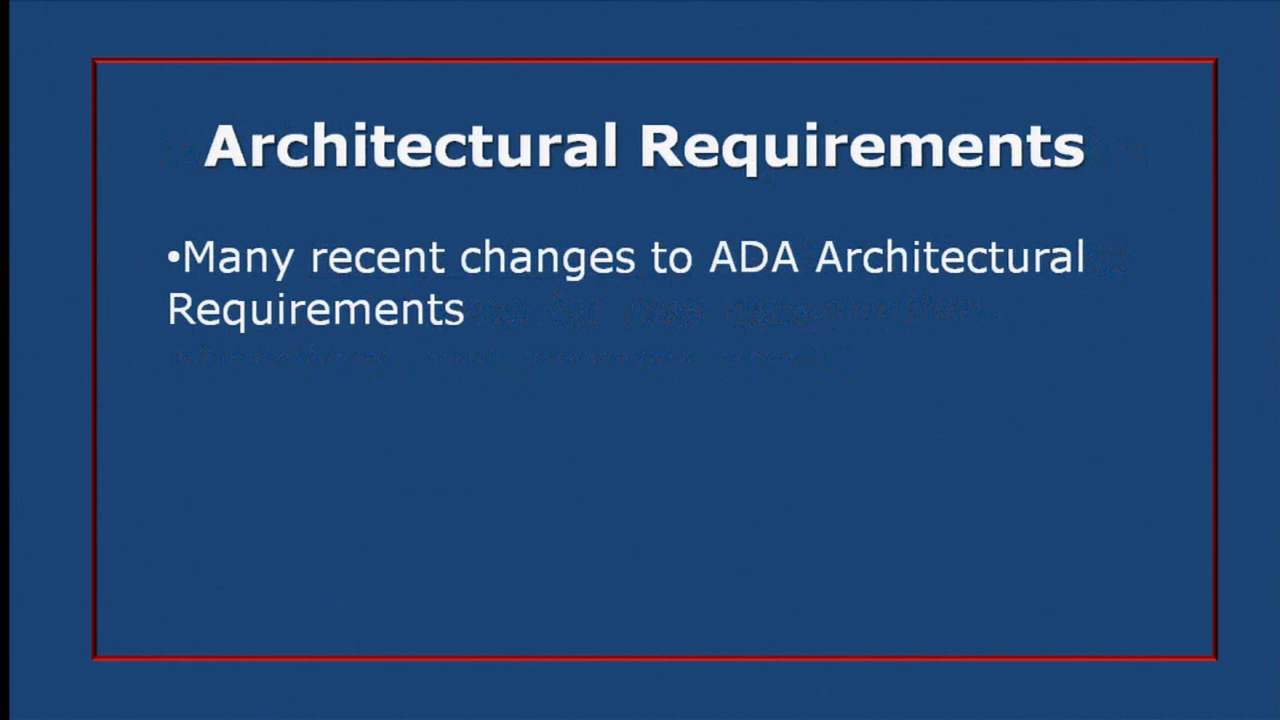 Architectural Requirements
•Many recent changes to ADA Architectural
Requirements